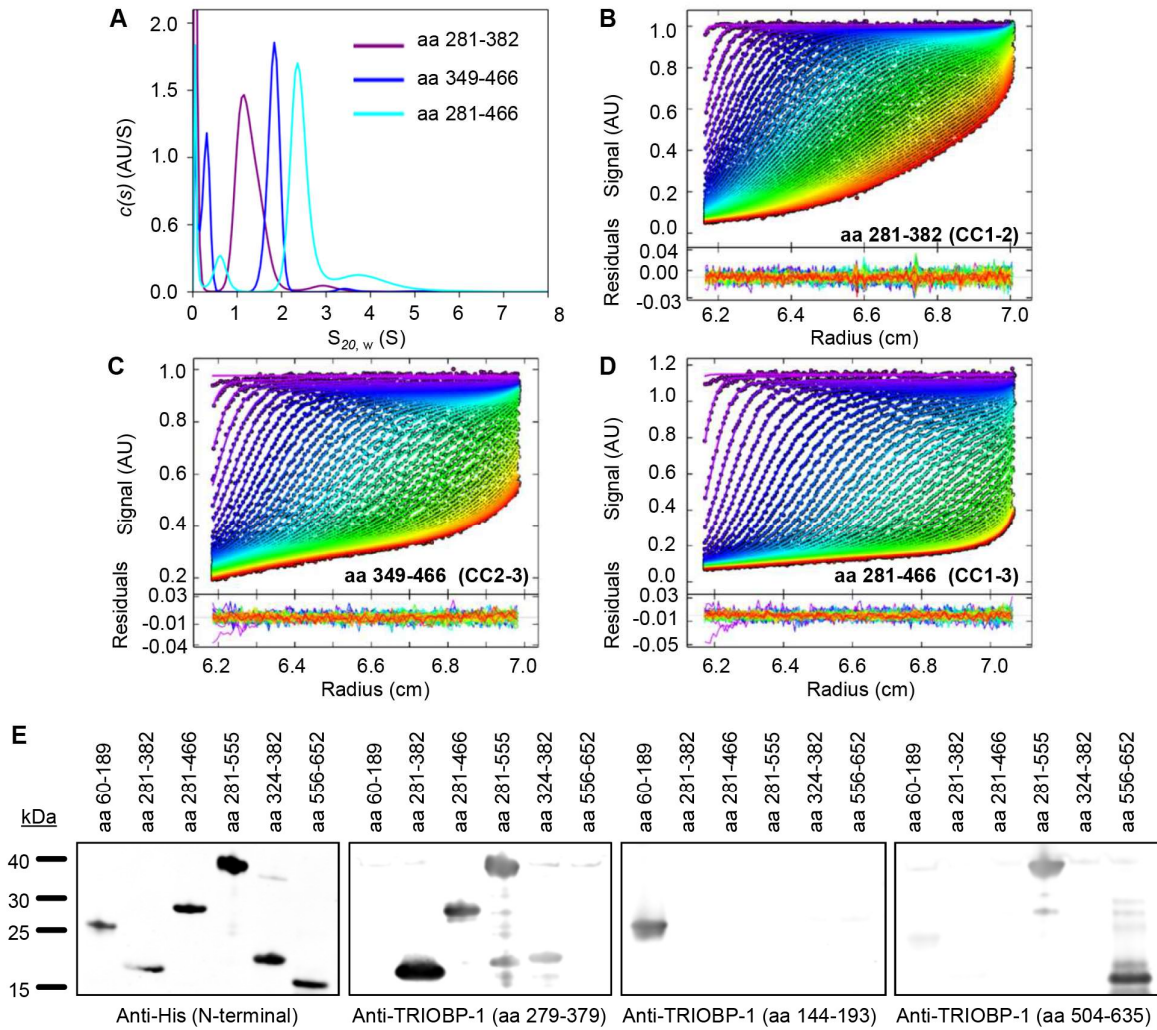 A
2.0
1.0
0.6
0.0
c(s) (AU/S)
aa 281-382
aa 349-466
aa 281-466
0 1 2 3 4 5 6 7 8
S20, w (S)
B
1.0
0.8
0.6
0.4
0.2
0.0
Signal (AU)
aa 281-382 (CC1-2)
Residuals
0.04
0.00
-0.03
6.2 6.4 6.6 6.8 7.0
Radius (cm)
C
1.0
0.8
0.6
0.4
0.2
Signal (AU)
aa 349-466 (CC2-3)
Residuals
0.03
-0.01
-0.04
6.2 6.4 6.6 6.8 7.0
Radius (cm)
D
1.2
1.0
0.8
0.6
0.4
0.2
0.0
Signal (AU)
aa 281-466 (CC1-3)
Residuals
0.03
-0.01
-0.05
6.2 6.4 6.6 6.8 7.0
Radius (cm)
E
aa 60-189
aa 281-382
aa 281-466
aa 281-555
aa 324-382
aa 556-652
aa 60-189
aa 281-382
aa 281-466
aa 281-555
aa 324-382
aa 556-652
aa 60-189
aa 281-382
aa 281-466
aa 281-555
aa 324-382
aa 556-652
aa 60-189
aa 281-382
aa 281-466
aa 281-555
aa 324-382
aa 556-652
kDa
40
30
25
15
Anti-His (N-terminal)
Anti-TRIOBP-1 (aa 279-379)
Anti-TRIOBP-1 (aa 144-193)
Anti-TRIOBP-1 (aa 504-635)